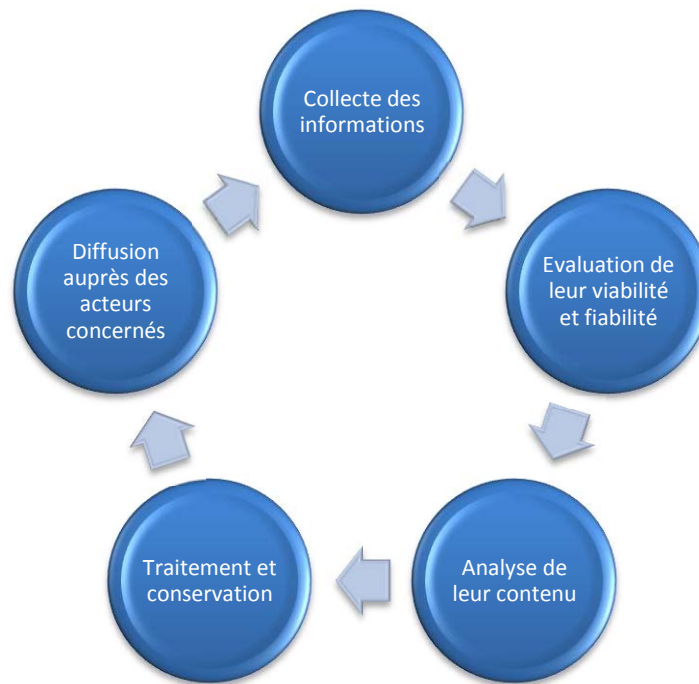 Collecte des
informations
Evaluation de
leur viabilité
et fiabilité
Analyse de
leur contenu
Traitement et
conservation
Diffusion
auprès des
acteurs
concernés